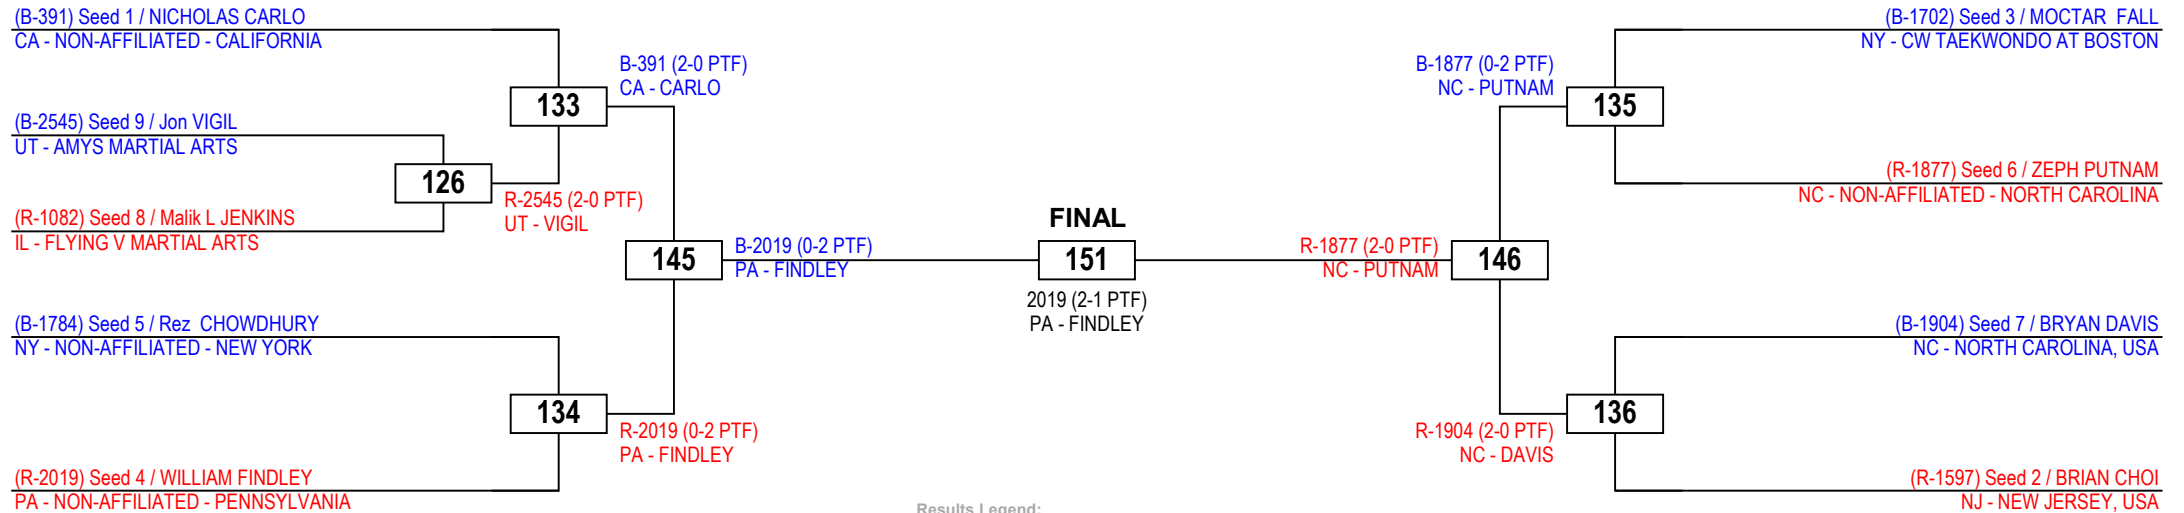 (B-391) Seed 1 / NICHOLAS CARLO
CA - NON-AFFILIATED - CALIFORNIA
(B-2545) Seed 9 / Jon VIGIL
UT - AMYS MARTIAL ARTS
(R-1082) Seed 8 / Malik L JENKINS
IL - FLYING V MARTIAL ARTS
(B-1784) Seed 5 / Rez  CHOWDHURY
NY - NON-AFFILIATED - NEW YORK
(R-2019) Seed 4 / WILLIAM FINDLEY
PA - NON-AFFILIATED - PENNSYLVANIA
126
R-2545 (2-0 PTF)
UT - VIGIL
133
B-391 (2-0 PTF)
CA - CARLO
134
R-2019 (0-2 PTF)
PA - FINDLEY
145
B-2019 (0-2 PTF)
PA - FINDLEY
FINAL
151
2019 (2-1 PTF)
PA - FINDLEY
R-1877 (2-0 PTF)
NC - PUTNAM
146
B-1877 (0-2 PTF)
NC - PUTNAM
135
R-1904 (2-0 PTF)
NC - DAVIS
136
(B-1702) Seed 3 / MOCTAR  FALL
NY - CW TAEKWONDO AT BOSTON
(R-1877) Seed 6 / ZEPH PUTNAM
NC - NON-AFFILIATED - NORTH CAROLINA
(B-1904) Seed 7 / BRYAN DAVIS
NC - NORTH CAROLINA, USA
(R-1597) Seed 2 / BRIAN CHOI
NJ - NEW JERSEY, USA
Results Legend: